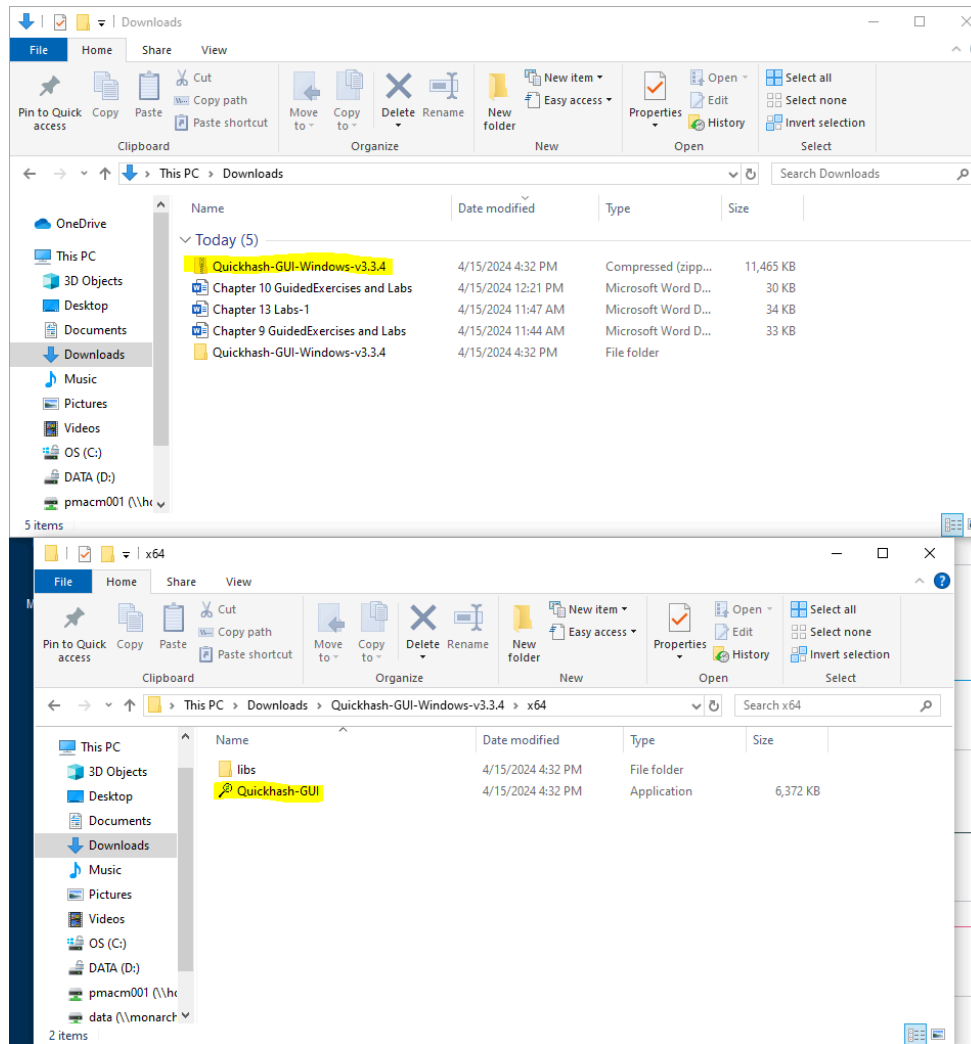 Downloads
File Home Share View
Pin to Quick access
Copy
Paste
Cut
Copy path
Paste shortcut
Clipboard
Move to
Copy to
Delete
Rename
Organize
New folder
New item
Easy access
New
Properties
Open
Edit
History
Open
Select all
Select none
Invert selection
Select
This PC > Downloads
Search Downloads
OneDrive
This PC
3D Objects
Desktop
Documents
Downloads
Music
Pictures
Videos
OS (C:)
DATA (D:)
pmacm001 (\\hc
Name Date modified Type Size
Today (5)
Quickhash-GUI-Windows-v3.3.4 4/15/2024 4:32 PM Compressed (zipp... 11,465 KB
Chapter 10 GuidedExercises and Labs 4/15/2024 12:21 PM Microsoft Word D... 30 KB
Chapter 13 Labs-1 4/15/2024 11:47 AM Microsoft Word D... 34 KB
Chapter 9 GuidedExercises and Labs 4/15/2024 11:44 AM Microsoft Word D... 33 KB
Quickhash-GUI-Windows-v3.3.4 4/15/2024 4:32 PM File folder
5 items
x64
File Home Share View
Pin to Quick access
Copy
Paste
Cut
Copy path
Paste shortcut
Clipboard
Move to
Copy to
Delete
Rename
Organize
New folder
New item
Easy access
New
Properties
Open
Edit
History
Open
Select all
Select none
Invert selection
Select
This PC > Downloads > Quickhash-GUI-Windows-v3.3.4 > x64
Search x64
This PC
3D Objects
Desktop
Documents
Downloads
Music
Pictures
Videos
OS (C:)
DATA (D:)
pmacm001 (\\hc
data (\\monarch
Name Date modified Type Size
libs 4/15/2024 4:32 PM File folder
Quickhash-GUI 4/15/2024 4:32 PM Application 6,372 KB
2 items